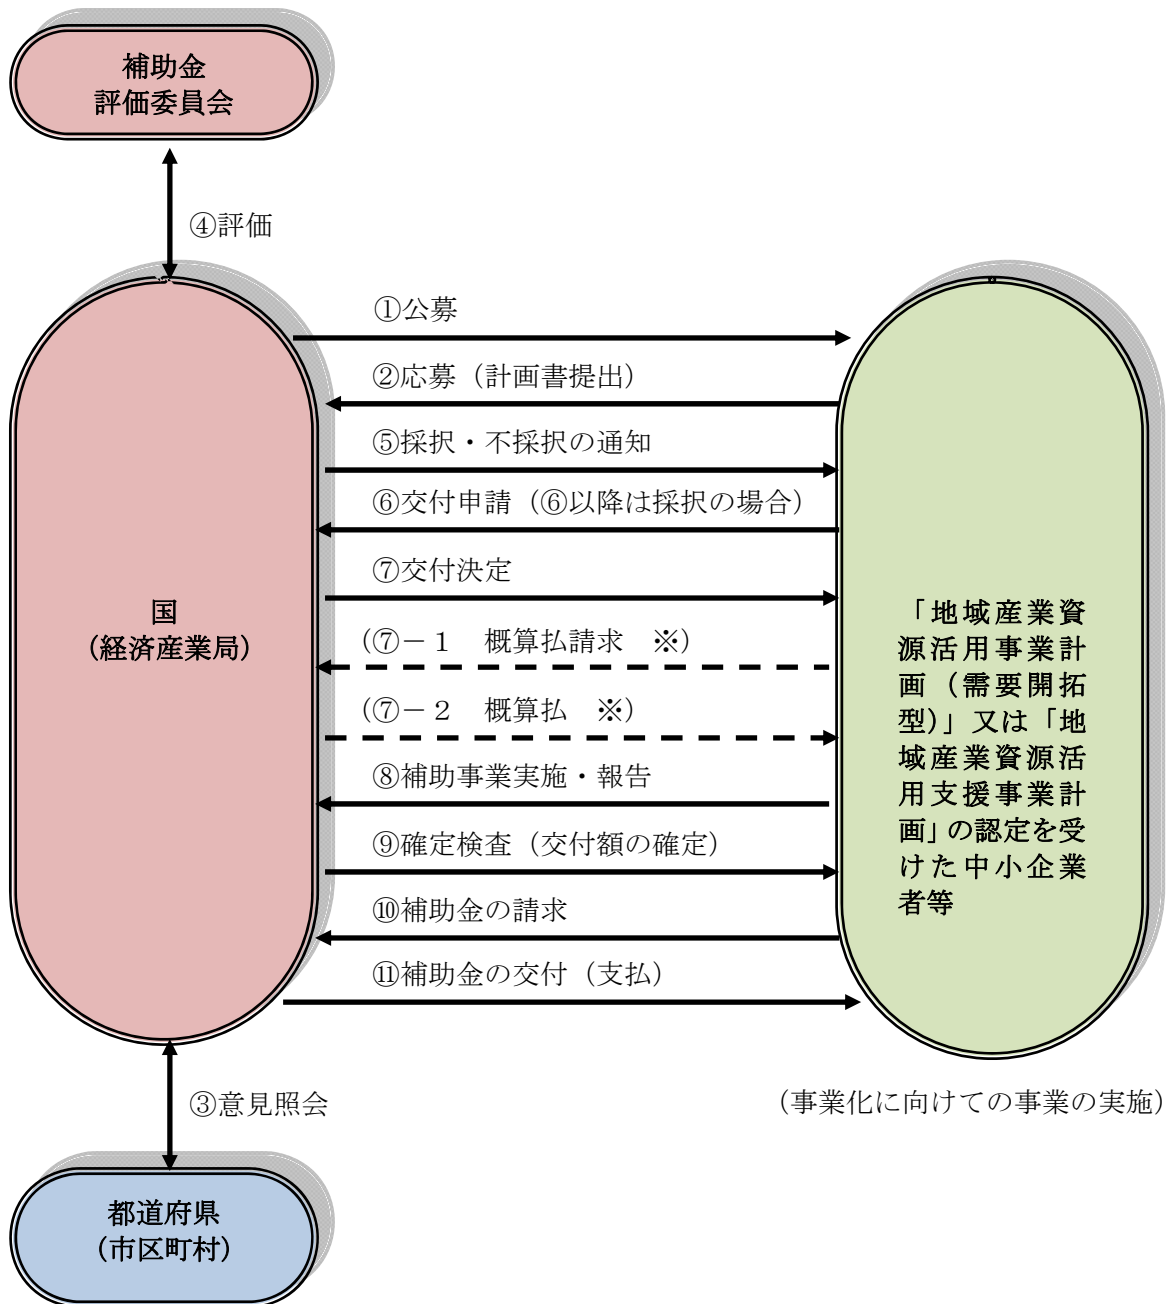 補助金
評価委員会
④評価
①公募
②応募（計画書提出）
⑤採択・不採択の通知
⑥交付申請（⑥以降は採択の場合）
⑦交付決定
（⑦－１　概算払請求　※）
（⑦－２　概算払　※）
⑧補助事業実施・報告
⑨確定検査（交付額の確定）
⑩補助金の請求
⑪補助金の交付（支払）
国
（経済産業局）
「地域産業資
源活用事業計
画（需要開拓
型）」又は「地
域産業資源活
用支援事業計
画」の認定を受
けた中小企業
者等
③意見照会
（事業化に向けての事業の実施）
都道府県
（市区町村）